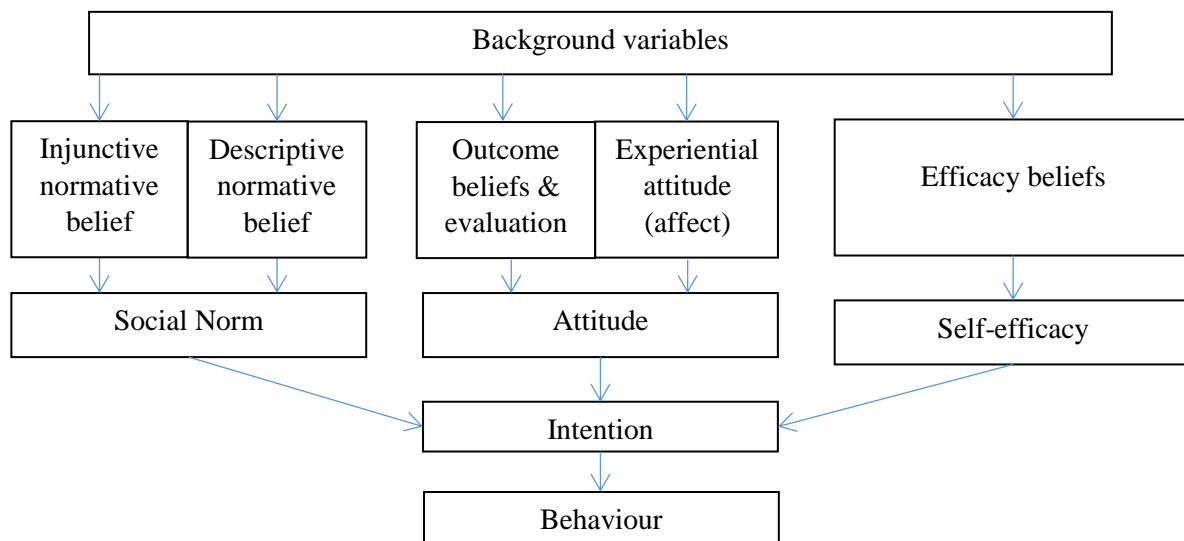 Background variables
Injunctive
normative
belief
Descriptive
normative
belief
Outcome
beliefs &
evaluation
Experiential
attitude
(affect)
Efficacy beliefs
Social Norm
Attitude
Self-efficacy
Intention
Behaviour